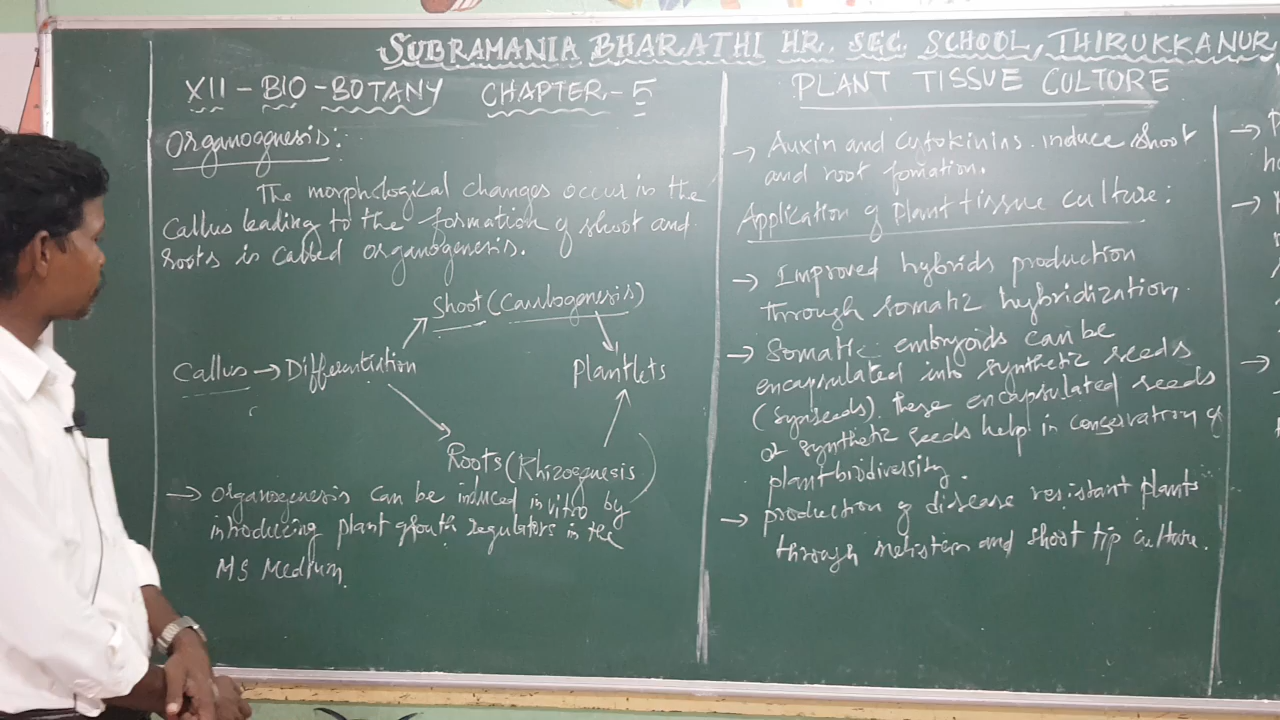 SUBRAMANIA BHARATHI HR. SEC. SCHOOL, THIRUKKANUR
XII - BIO - BOTANY CHAPTER - 5
PLANT TISSUE CULTORE
Organognesis:
The morphological changes occur in the
callus leading to the formation of shoot and
roots is called organogenesis.
Shoot (Caulogenesis)
Callus → Differentiation
Plantlets
Roots (Rhizogenesis)
→ Organogenesis can be induced in vitro by
introducing plant growth regulators in the
MS Medium.
→ Auxin and Cytokinins. induce shoot
and root fomation.
Application of Plant tissue culture:
→ Improved hybrids production
through somatic hybridization.
→ Somatic embryoids can be
encapsulated into synthetic seeds
(synseeds). these encapsulated seeds
or synthetic seeds help in conservation of
plant biodiversity.
→ production of disease resistant plants
through meristem and shoot tip culture.